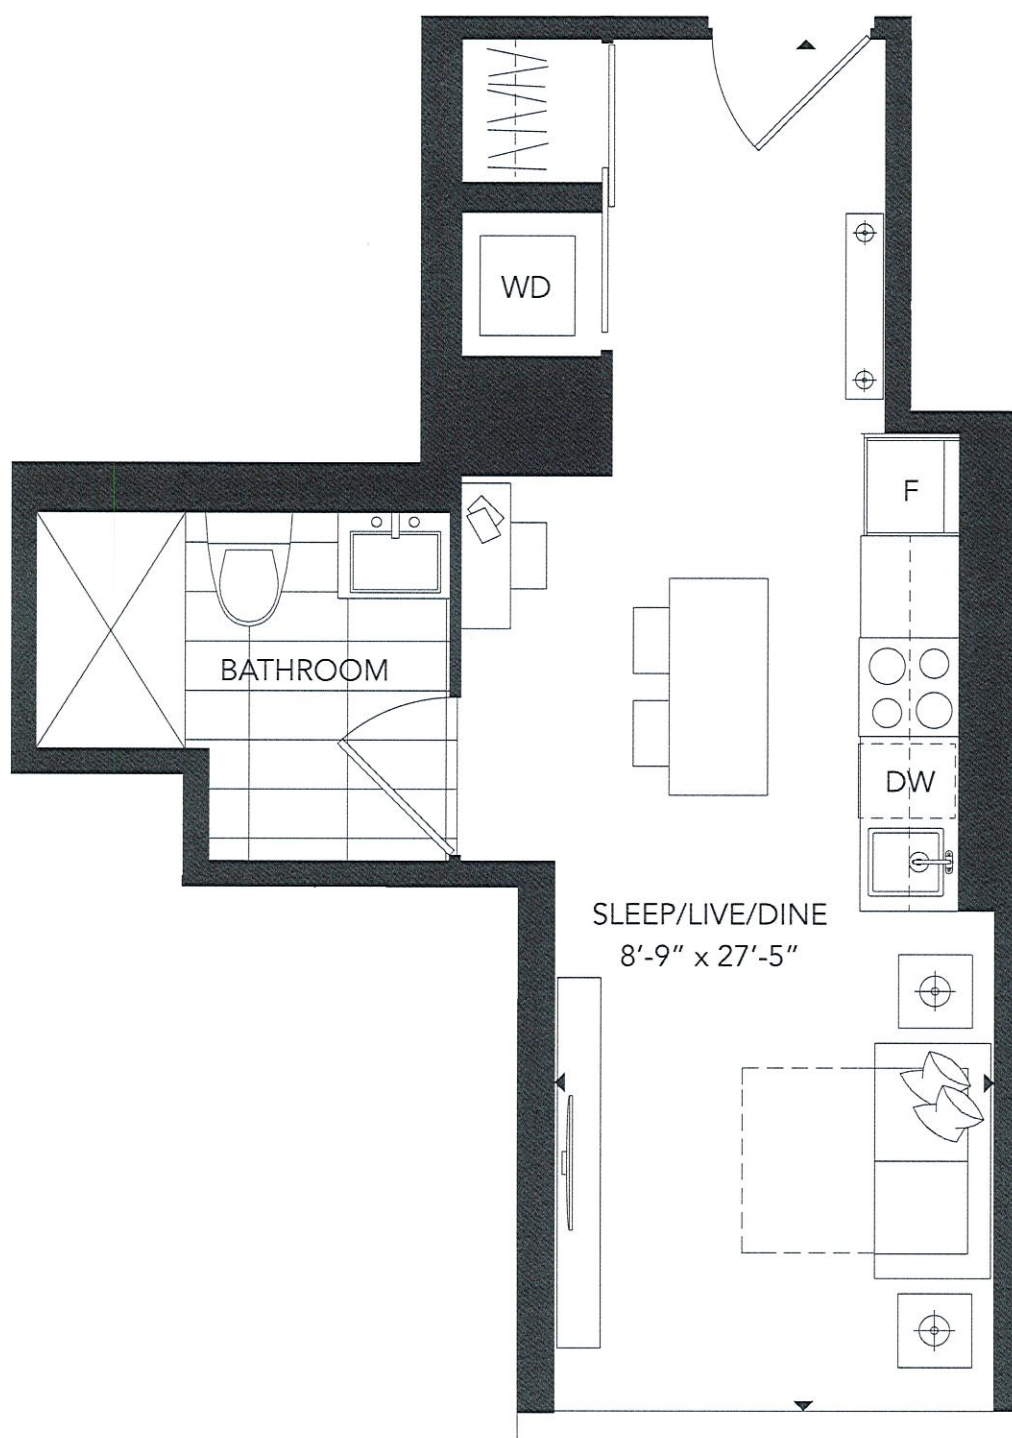 WD
F
BATHROOM
DW
SLEEP/LIVE/DINE
8'-9" x 27'-5"